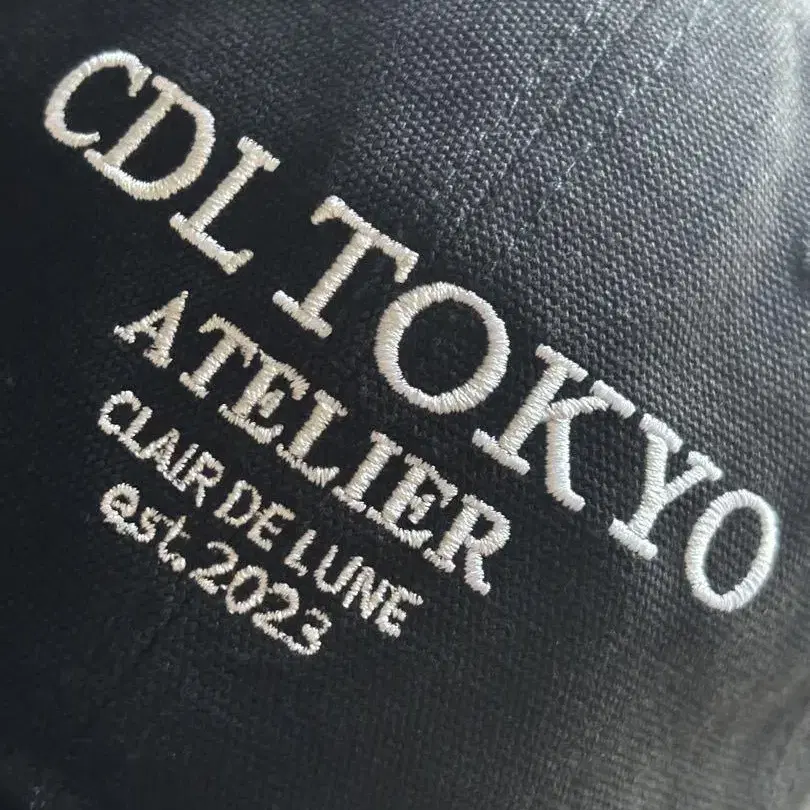 CDL TOKYO
ATELIER
CLAIR DE LUNE
est.2023